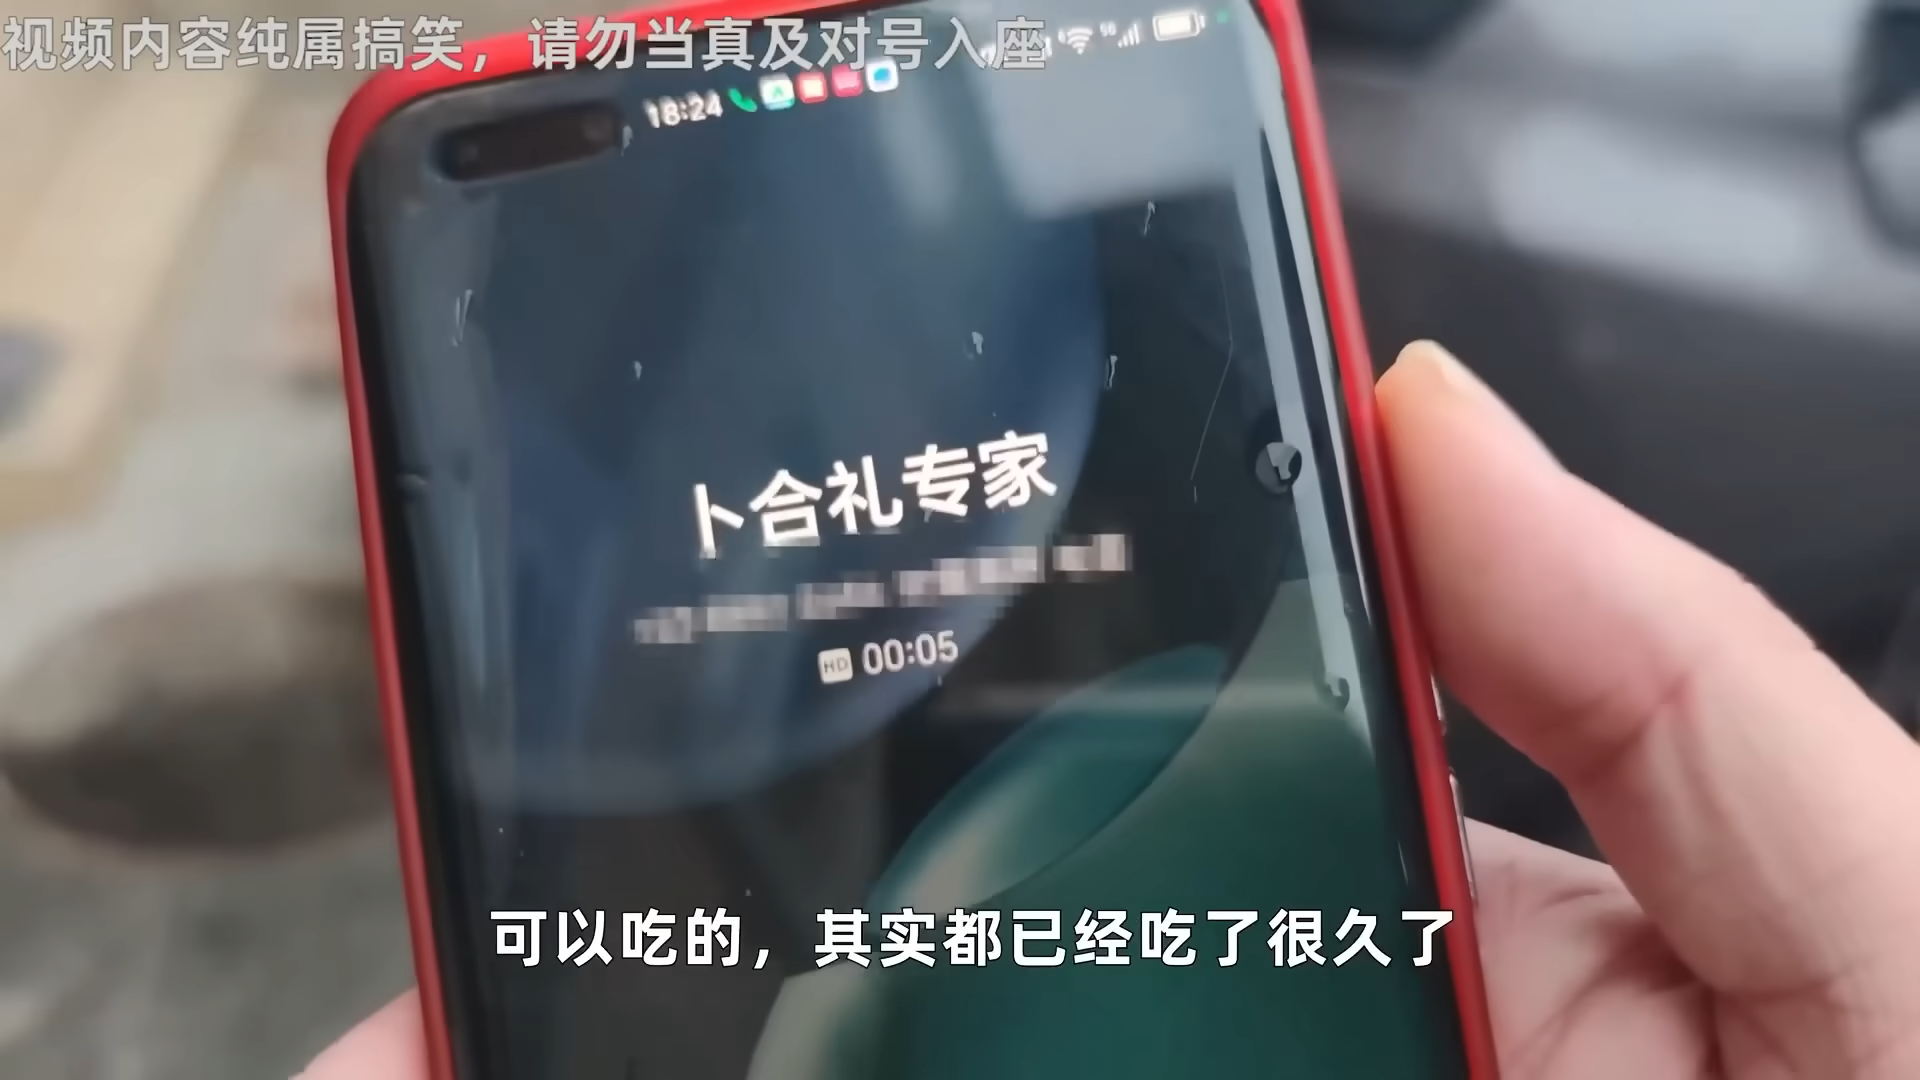 视频内容纯属搞笑，请勿当真及对号入座
18:24
5G
卜合礼专家
HD 00:05
可以吃的，其实都已经吃了很久了